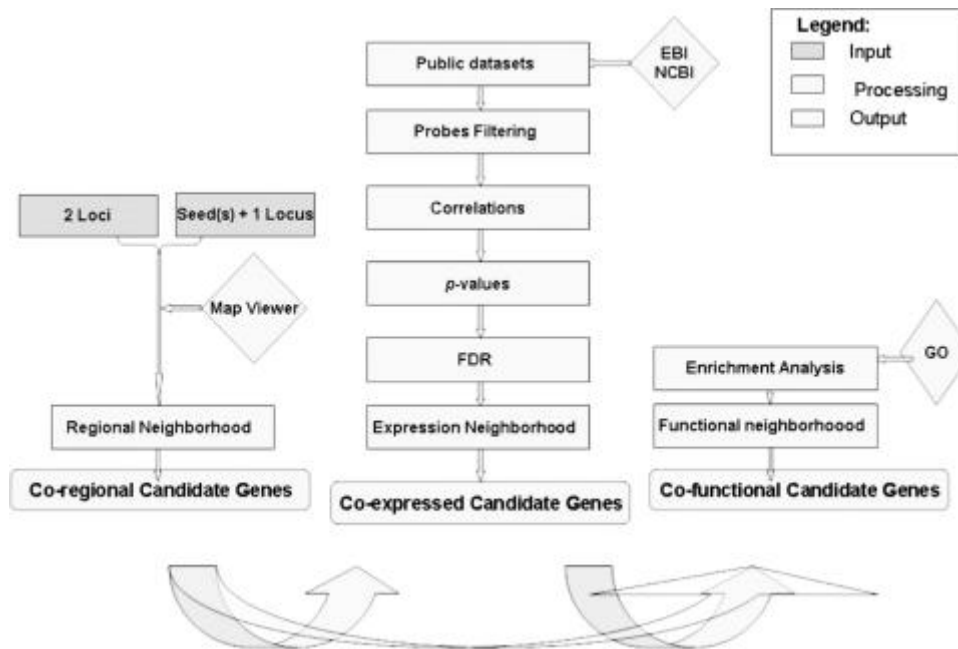 Legend:
Input
Processing
Output
Public datasets
EBI
NCBI
Probes Filtering
2 Loci
Seed(s) + 1 Locus
Correlations
p-values
Map Viewer
FDR
GO
Enrichment Analysis
Regional Neighborhood
Expression Neighborhood
Functional neighborhoood
Co-regional Candidate Genes
Co-expressed Candidate Genes
Co-functional Candidate Genes